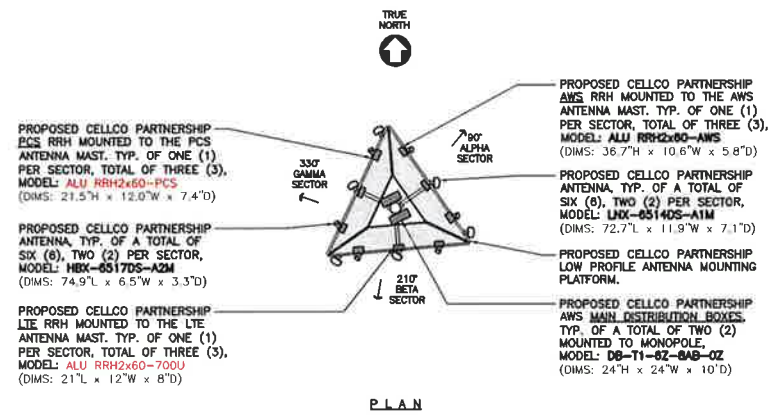 TRUE
NORTH
PROPOSED CELLCO PARTNERSHIP
PCS RRH MOUNTED TO THE PCS
ANTENNA MAST. TYP. OF ONE (1)
PER SECTOR, TOTAL OF THREE (3),
MODEL: ALU RRH2x60-PCS
(DIMS: 21.5"H x 12.0"W x 7.4"D)
PROPOSED CELLCO PARTNERSHIP
ANTENNA, TYP. OF A TOTAL OF
SIX (6), TWO (2) PER SECTOR,
MODEL: HBX-6517DS-A2M
(DIMS: 74.9"L x 6.5"W x 3.3"D)
PROPOSED CELLCO PARTNERSHIP
LTE RRH MOUNTED TO THE LTE
ANTENNA MAST. TYP. OF ONE (1)
PER SECTOR, TOTAL OF THREE (3),
MODEL: ALU RRH2x60-700U
(DIMS: 21"L x 12"W x 8"D)
330°
GAMMA
SECTOR
90°
ALPHA
SECTOR
210°
BETA
SECTOR
PROPOSED CELLCO PARTNERSHIP
AWS RRH MOUNTED TO THE AWS
ANTENNA MAST. TYP. OF ONE (1)
PER SECTOR, TOTAL OF THREE (3),
MODEL: ALU RRH2x60-AWS
(DIMS: 36.7"H x 10.6"W x 5.8"D)
PROPOSED CELLCO PARTNERSHIP
ANTENNA, TYP. OF A TOTAL OF
SIX (6), TWO (2) PER SECTOR,
MODEL: LNX-6514DS-A1M
(DIMS: 72.7"L x 11.9"W x 7.1"D)
PROPOSED CELLCO PARTNERSHIP
LOW PROFILE ANTENNA MOUNTING
PLATFORM.
PROPOSED CELLCO PARTNERSHIP
AWS MAIN DISTRIBUTION BOXES,
TYP. OF A TOTAL OF TWO (2)
MOUNTED TO MONOPOLE,
MODEL: DB-T1-6Z-8AB-0Z
(DIMS: 24"H x 24"W x 10'D)
PLAN